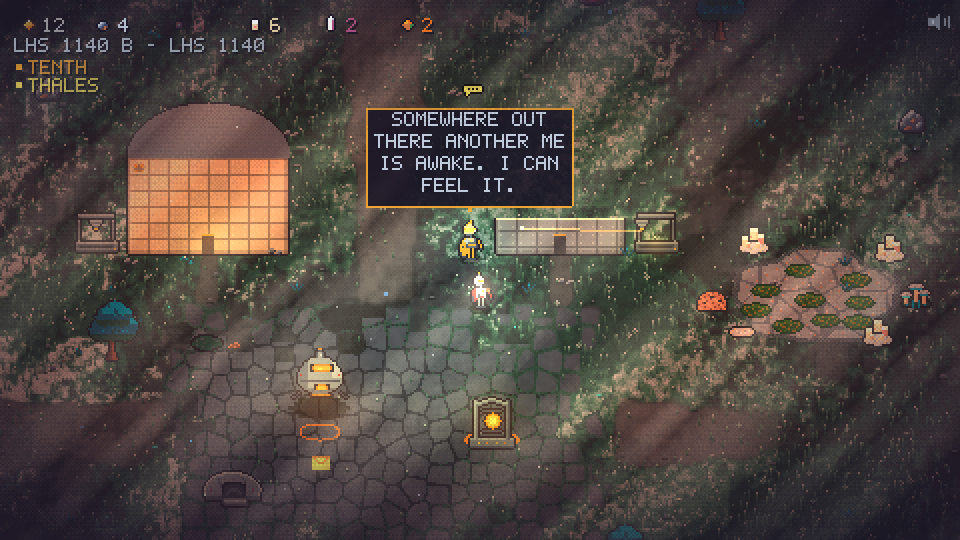 12 4 6 2 2
LHS 1140 B - LHS 1140
TENTH
THALES
SOMEWHERE OUT
THERE ANOTHER ME
IS AWAKE. I CAN
FEEL IT.